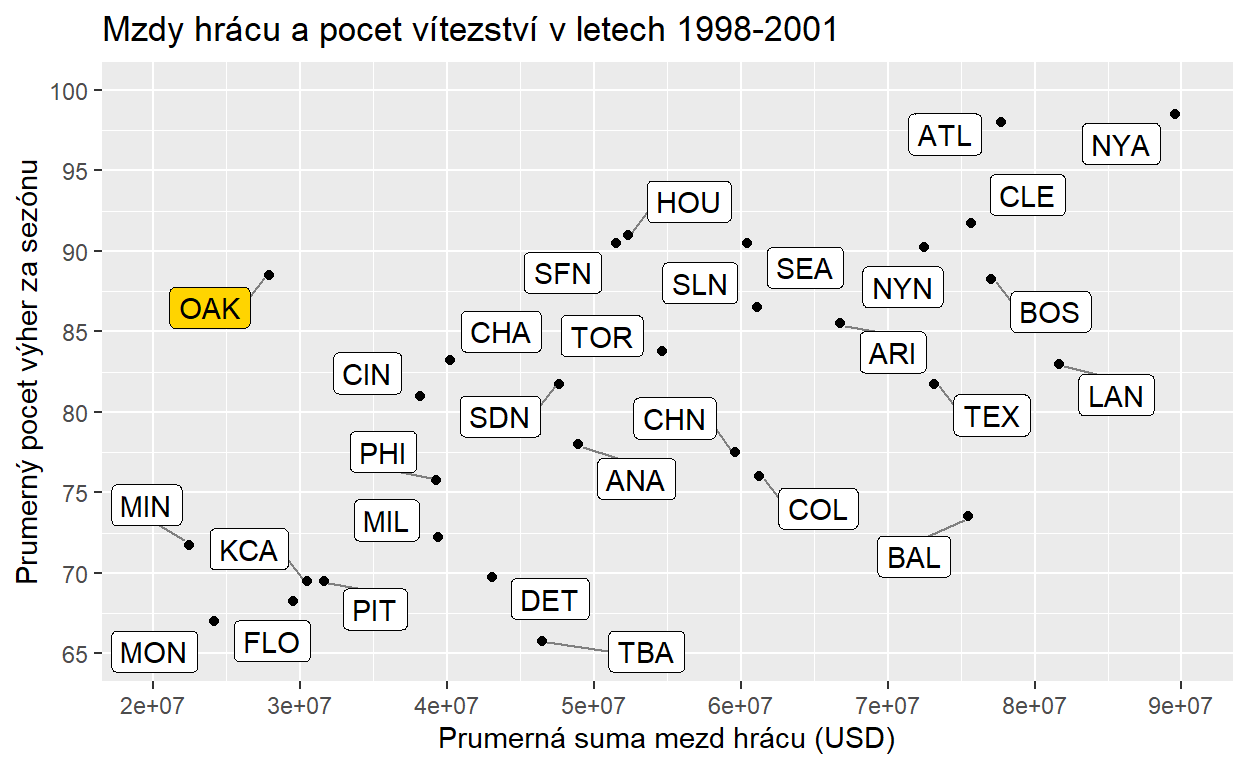 Mzdy hrácu a pocet vítezství v letech 1998-2001
Prumerný pocet výher za sezónu
100
95
90
85
80
75
70
65
ATL
NYA
CLE
HOU
SFN
SEA
SLN
NYN
OAK
BOS
CHA
TOR
ARI
CIN
LAN
SDN
CHN
TEX
PHI
ANA
MIN
MIL
COL
KCA
BAL
DET
PIT
FLO
MON
TBA
2e+07
3e+07
4e+07
5e+07
6e+07
7e+07
8e+07
9e+07
Prumerná suma mezd hrácu (USD)